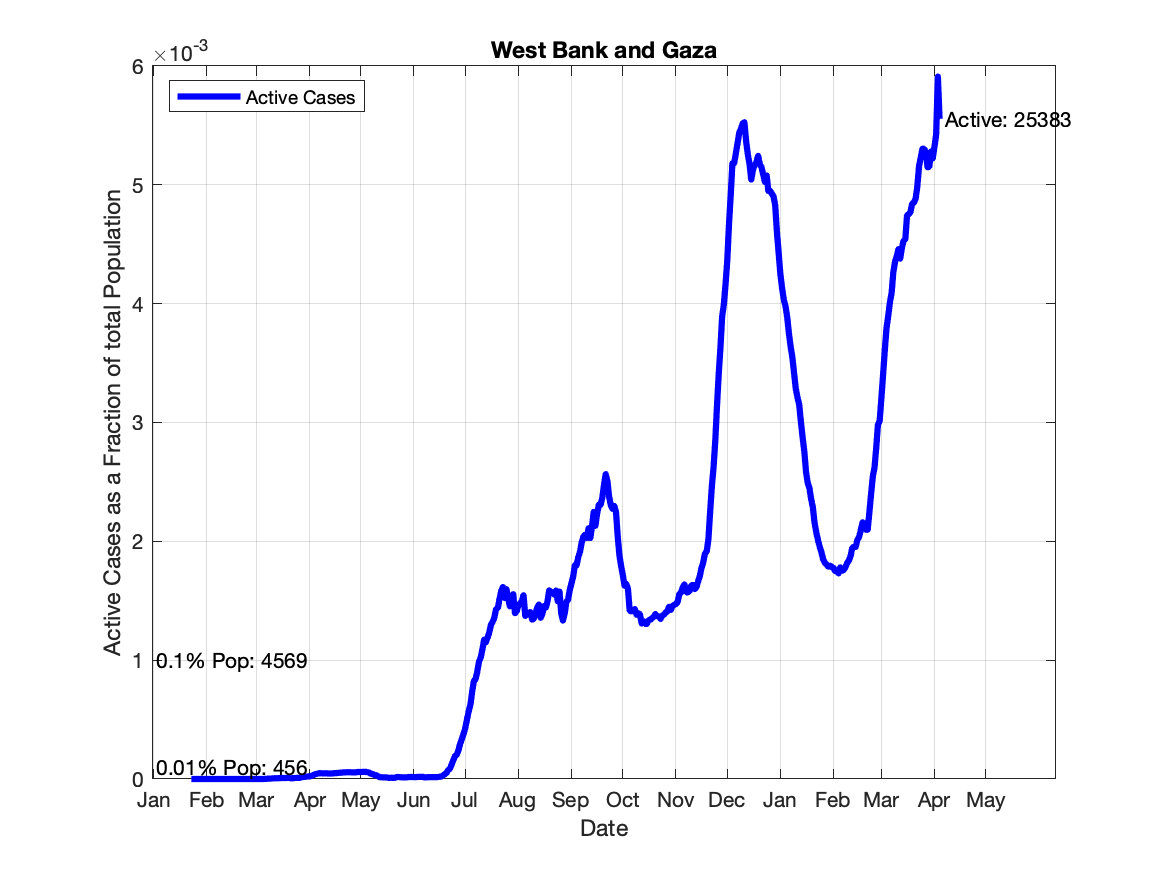 West Bank and Gaza
×10-3
Active Cases
6
5
4
3
2
1
0
Active: 25383
0.1% Pop: 4569
0.01% Pop: 456
Active Cases as a Fraction of total Population
Jan Feb Mar Apr May Jun Jul Aug Sep Oct Nov Dec Jan Feb Mar Apr May
Date